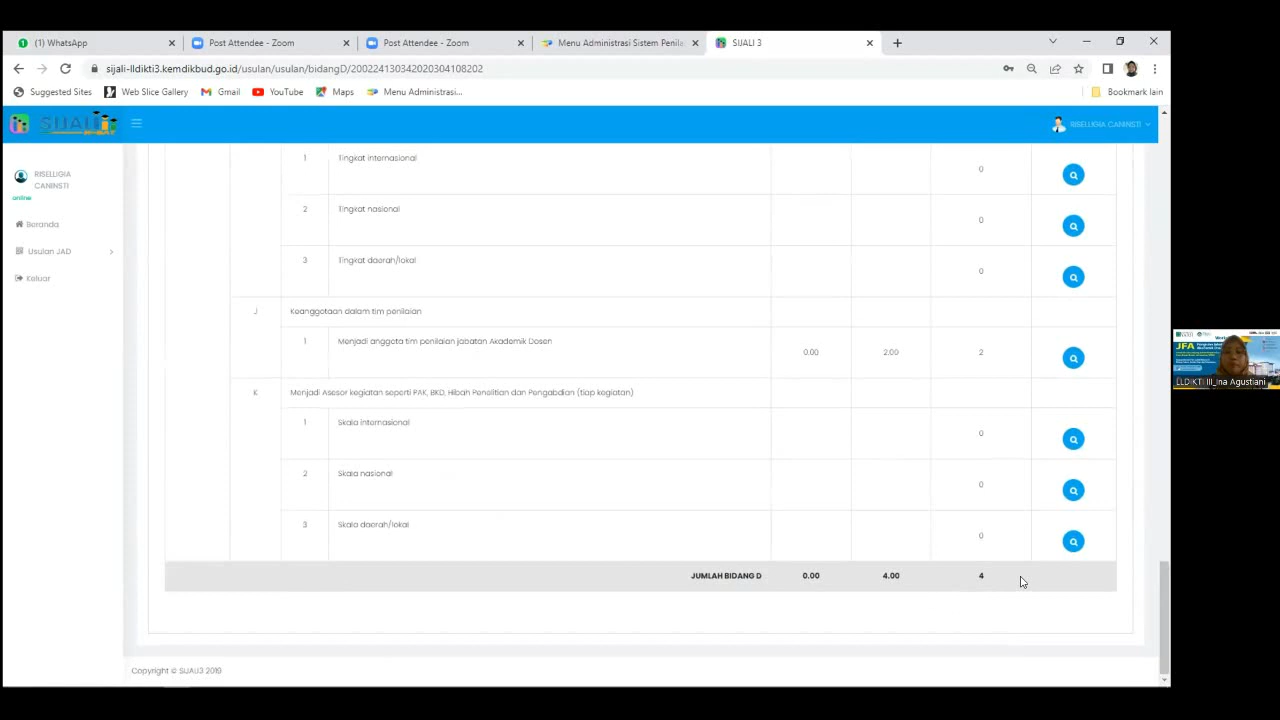 (1) WhatsApp
Post Attendee - Zoom
Post Attendee - Zoom
Menu Administrasi Sistem Penila
SIJALI 3
sijali-lldikti3.kemdikbud.go.id/usulan/usulan/bidangD/200224130342020304108202
Suggested Sites
Web Slice Gallery
Gmail
YouTube
Maps
Menu Administrasi...
Bookmark lain
SIJALI
RISELLIGIA CANINSTI
RISELLIGIA
CANINSTI
online
Beranda
Usulan JAD
Keluar
1 Tingkat internasional 0
2 Tingkat nasional 0
3 Tingkat daerah/lokal 0
J Keanggotaan dalam tim penilaian
1 Menjadi anggota tim penilaian jabatan Akademik Dosen 0.00 2.00 2
K Menjadi Asesor kegiatan seperti PAK, BKD, Hibah Penelitian dan Pengabdian (tiap kegiatan)
1 Skala internasional 0
2 Skala nasional 0
3 Skala daerah/lokal 0
JUMLAH BIDANG D 0.00 4.00 4
Copyright © SIJALI3 2019
JFA
LLDIKTI III_Ina Agustiani